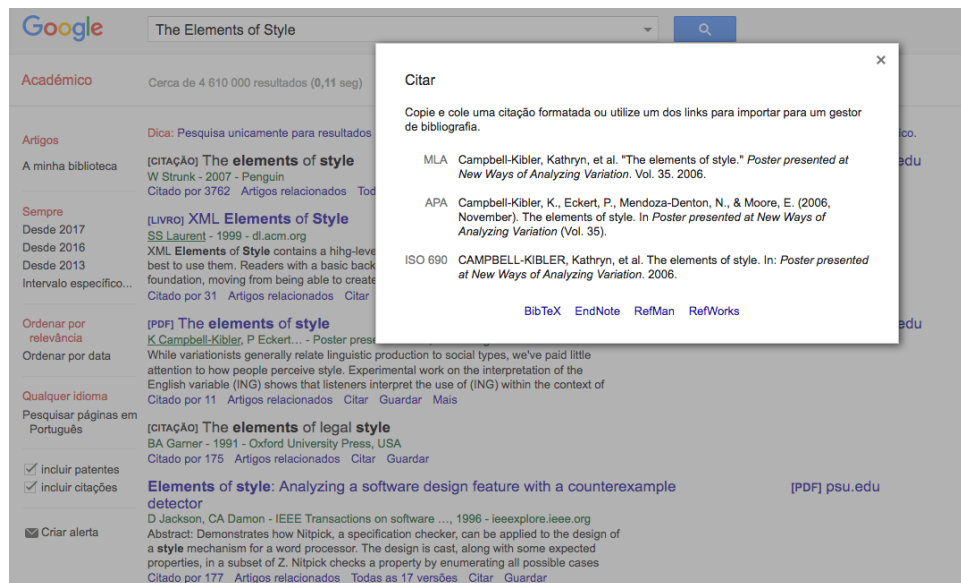 Google
The Elements of Style
Académico
Cerca de 4 610 000 resultados (0,11 seg)
×
Citar
Copie e cole uma citação formatada ou utilize um dos links para importar para um gestor
de bibliografia.
MLA Campbell-Kibler, Kathryn, et al. "The elements of style." Poster presented at
New Ways of Analyzing Variation. Vol. 35. 2006.
APA Campbell-Kibler, K., Eckert, P., Mendoza-Denton, N., & Moore, E. (2006,
November). The elements of style. In Poster presented at New Ways of
Analyzing Variation (Vol. 35).
ISO 690 CAMPBELL-KIBLER, Kathryn, et al. The elements of style. In: Poster presented
at New Ways of Analyzing Variation. 2006.
BibTeX EndNote RefMan RefWorks
Artigos
A minha biblioteca
Sempre
Desde 2017
Desde 2016
Desde 2013
Intervalo específico...
Ordenar por
relevância
Ordenar por data
Qualquer idioma
Pesquisar páginas em
Português
incluir patentes
incluir citações
Criar alerta
Dica: Pesquisa unicamente para resultados
[CITAÇÃO] The elements of style
W Strunk - 2007 - Penguin
Citado por 3762 Artigos relacionados
[LIVRO] XML Elements of Style
SS Laurent - 1999 - dl.acm.org
XML Elements of Style contains a hihg-leve
best to use them. Readers with a basic back
foundation, moving from being able to create
Citado por 31 Artigos relacionados Citar
[PDF] The elements of style
K Campbell-Kibler, P Eckert... - Poster prese
While variationists generally relate linguistic production to social types, we've paid little
attention to how people perceive style. Experimental work on the interpretation of the
English variable (ING) shows that listeners interpret the use of (ING) within the context of
Citado por 11 Artigos relacionados Citar Guardar Mais
[CITAÇÃO] The elements of legal style
BA Garner - 1991 - Oxford University Press, USA
Citado por 175 Artigos relacionados Citar Guardar
Elements of style: Analyzing a software design feature with a counterexample
detector
D Jackson, CA Damon - IEEE Transactions on software …, 1996 - ieeexplore.ieee.org
Abstract: Demonstrates how Nitpick, a specification checker, can be applied to the design of
a style mechanism for a word processor. The design is cast, along with some expected
properties, in a subset of Z. Nitpick checks a property by enumerating all possible cases
Citado por 177 Artigos relacionados Todas as 17 versões Citar Guardar
[PDF] psu.edu